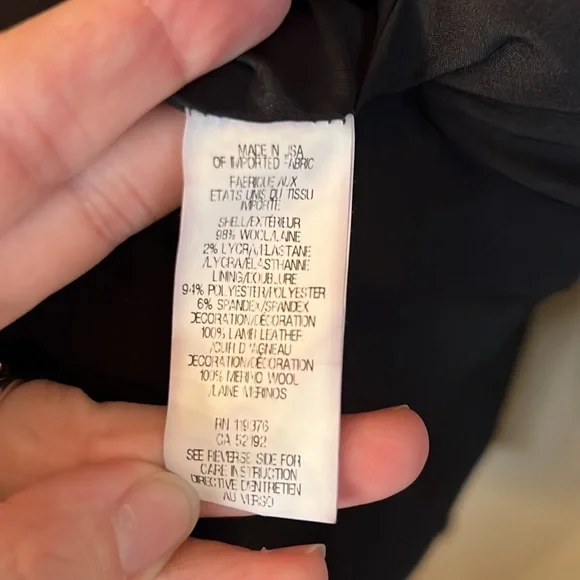 MADE IN USA
OF IMPORTED FABRIC
FABRIQUE AUX
ETATS UNIS DU TISSU
IMPORTE
SHELL/EXTÉRIEUR
98% WOOL/LAINE
2% LYCRA/ELASTANE
/LYCRA/ELASTHANNE
LINING/DOUBLURE
94% POLYESTER/POLYESTER
6% SPANDEX/SPANDEX
DECORATION/DÉCORATION
100% LAMB LEATHER
/CUIR D'AGNEAU
DECORATION/DÉCORATION
100% MERINO WOOL
/LAINE MERINOS
RN 119376
CA 52192
SEE REVERSE SIDE FOR
CARE INSTRUCTION
DIRECTIVE D'ENTRETIEN
AU VERSO